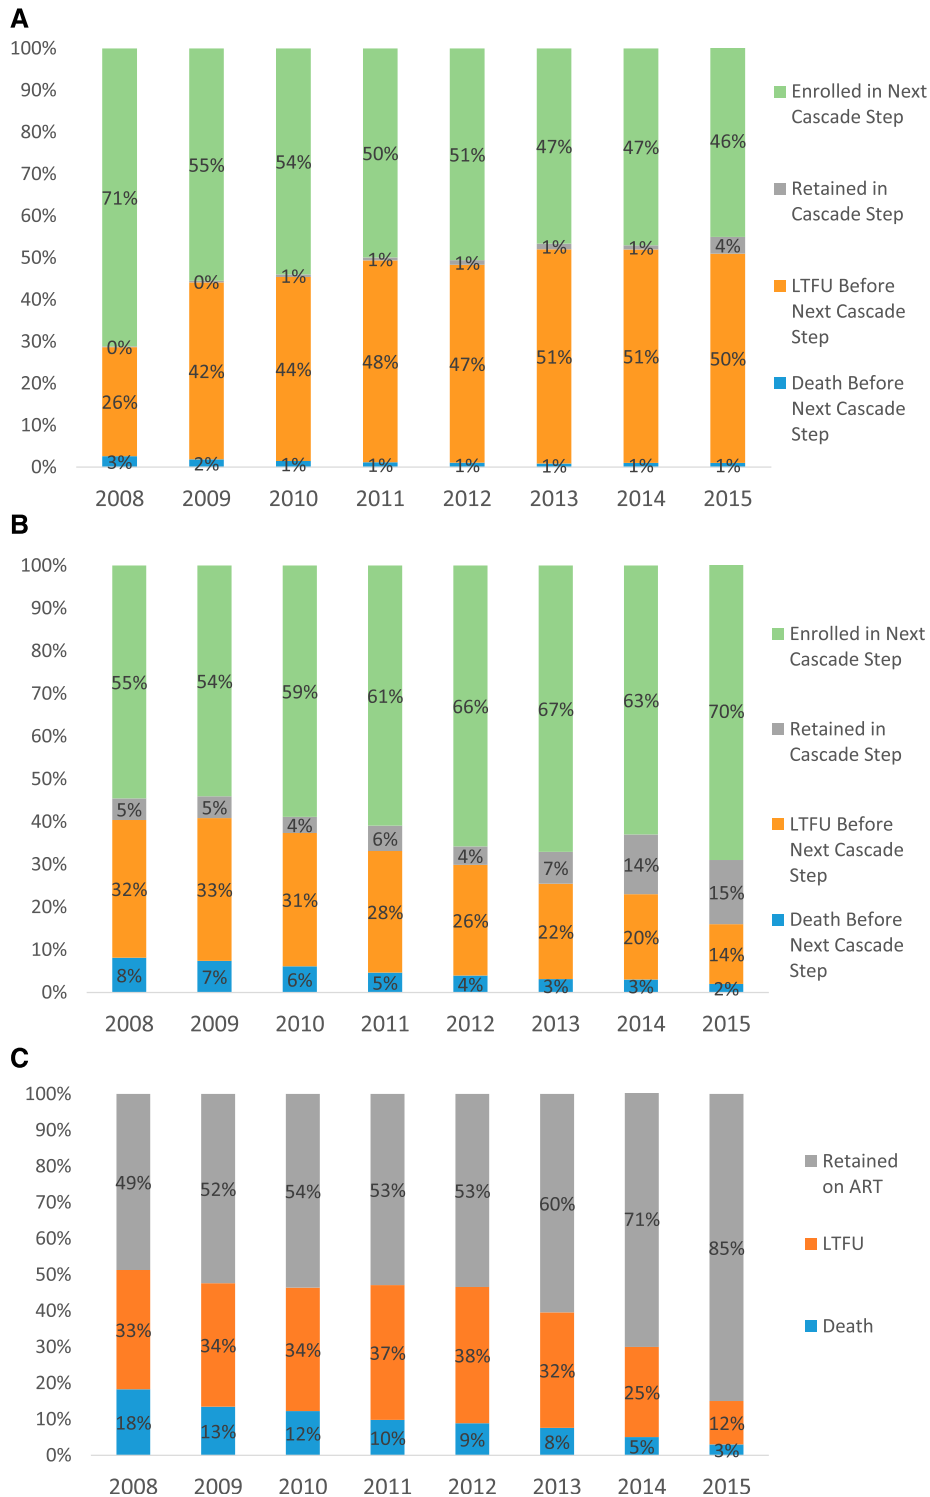 A
100%
90%
80%
70%
60%
50%
40%
30%
20%
10%
0%
71% 55% 54% 50% 51% 47% 47% 46%
0% 0% 1% 1% 1% 1% 1% 4%
26% 42% 44% 48% 47% 51% 51% 50%
3% 2% 1% 1% 1% 1% 1% 1%
2008 2009 2010 2011 2012 2013 2014 2015
Enrolled in Next
Cascade Step
Retained in
Cascade Step
LTFU Before
Next Cascade
Step
Death Before
Next Cascade
Step
B
100%
90%
80%
70%
60%
50%
40%
30%
20%
10%
0%
55% 54% 59% 61% 66% 67% 63% 70%
5% 5% 4% 6% 4% 7% 14% 15%
32% 33% 31% 28% 26% 22% 20% 14%
8% 7% 6% 5% 4% 3% 3% 2%
2008 2009 2010 2011 2012 2013 2014 2015
Enrolled in Next
Cascade Step
Retained in
Cascade Step
LTFU Before
Next Cascade
Step
Death Before
Next Cascade
Step
C
100%
90%
80%
70%
60%
50%
40%
30%
20%
10%
0%
49% 52% 54% 53% 53% 60% 71% 85%
33% 34% 34% 37% 38% 32% 25% 12%
18% 13% 12% 10% 9% 8% 5% 3%
2008 2009 2010 2011 2012 2013 2014 2015
Retained
on ART
LTFU
Death